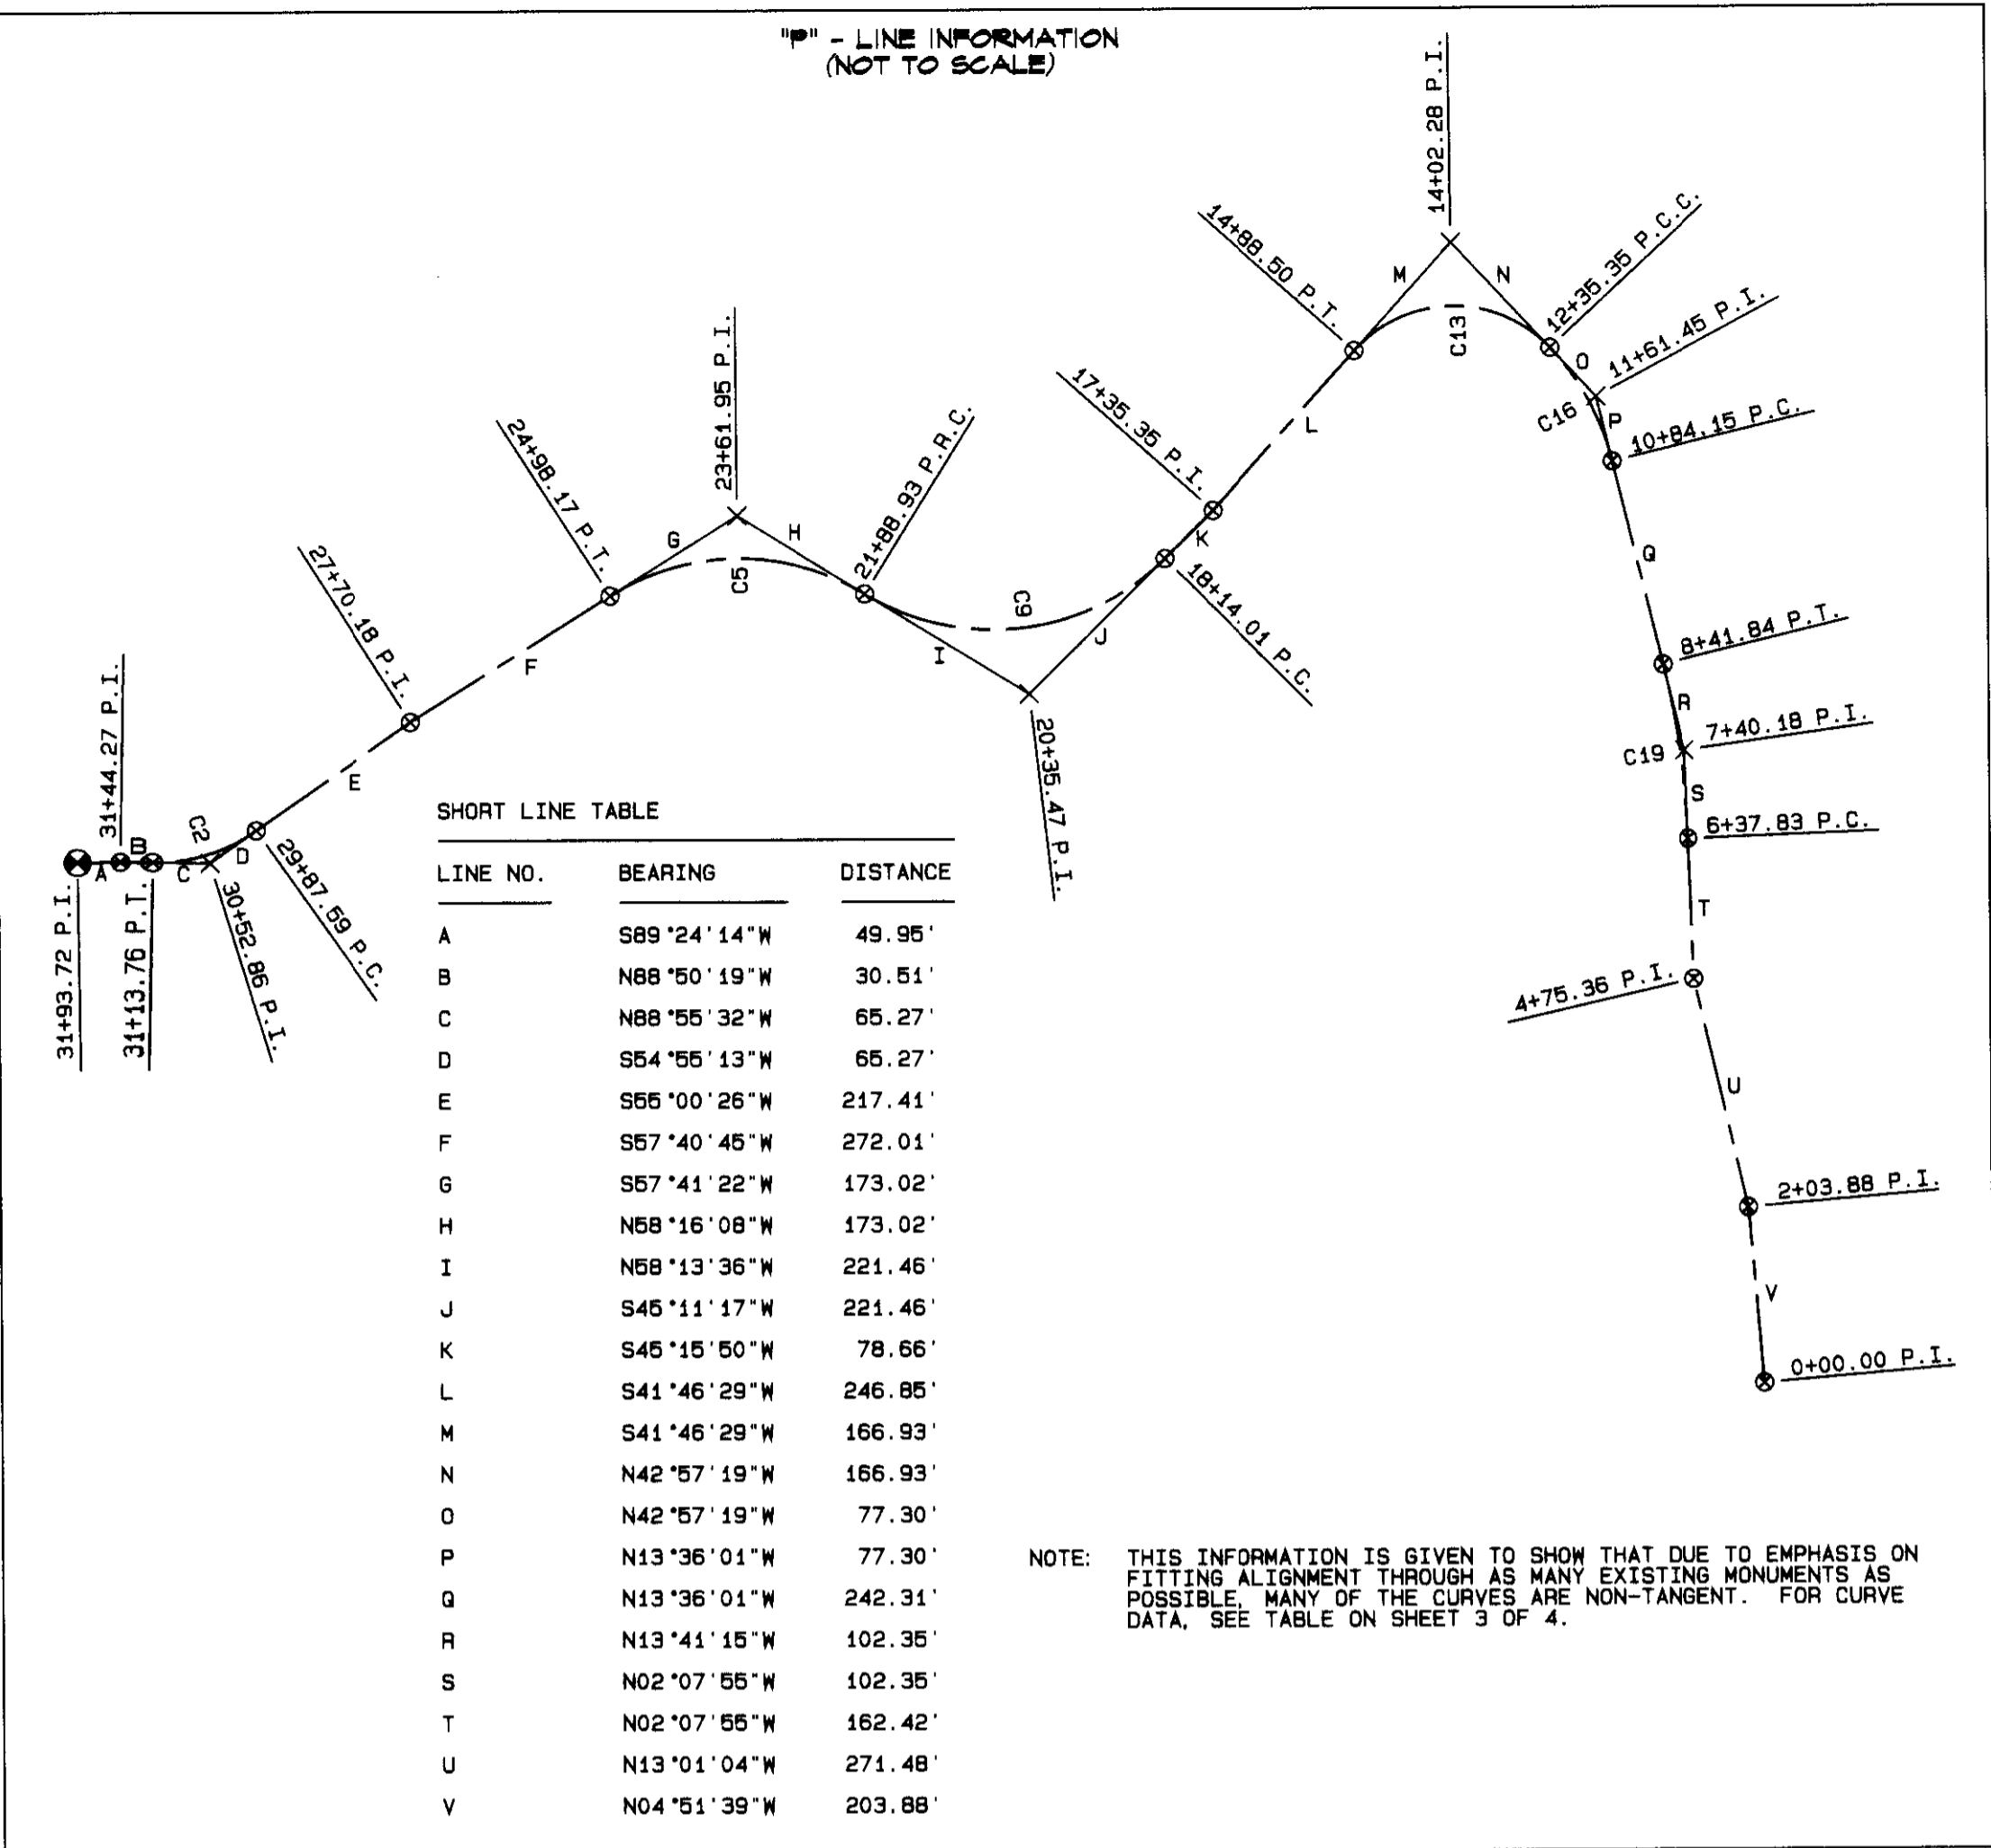 "P" - LINE INFORMATION
(NOT TO SCALE)
14+02.28 P.I.
14+88.50 P.T.
M
N
12+35.35 P.C.C.
C13
O
11+61.45 P.I.
C16
P
10+84.15 P.C.
23+61.95 P.I.
24+98.17 P.T.
G
H
21+88.93 P.R.C.
C5
17+35.35 P.I.
L
K
18+14.01 P.C.
C9
J
I
20+35.47 P.I.
27+70.18 P.I.
F
E
Q
8+41.84 P.T.
R
7+40.18 P.I.
C19
S
6+37.83 P.C.
T
4+75.36 P.I.
U
2+03.88 P.I.
V
0+00.00 P.I.
31+44.27 P.I.
B
A
C
C2
D
29+87.59 P.C.
30+52.86 P.I.
31+93.72 P.I.
31+13.76 P.T.
SHORT LINE TABLE
LINE NO. BEARING DISTANCE
A S89°24'14"W 49.95'
B N88°50'19"W 30.51'
C N88°55'32"W 65.27'
D S54°55'13"W 65.27'
E S55°00'26"W 217.41'
F S57°40'45"W 272.01'
G S57°41'22"W 173.02'
H N58°16'08"W 173.02'
I N58°13'36"W 221.46'
J S45°11'17"W 221.46'
K S45°15'50"W 78.66'
L S41°46'29"W 246.85'
M S41°46'29"W 166.93'
N N42°57'19"W 166.93'
O N42°57'19"W 77.30'
P N13°36'01"W 77.30'
Q N13°36'01"W 242.31'
R N13°41'15"W 102.35'
S N02°07'55"W 102.35'
T N02°07'55"W 162.42'
U N13°01'04"W 271.48'
V N04°51'39"W 203.88'
NOTE: THIS INFORMATION IS GIVEN TO SHOW THAT DUE TO EMPHASIS ON
FITTING ALIGNMENT THROUGH AS MANY EXISTING MONUMENTS AS
POSSIBLE, MANY OF THE CURVES ARE NON-TANGENT. FOR CURVE
DATA, SEE TABLE ON SHEET 3 OF 4.